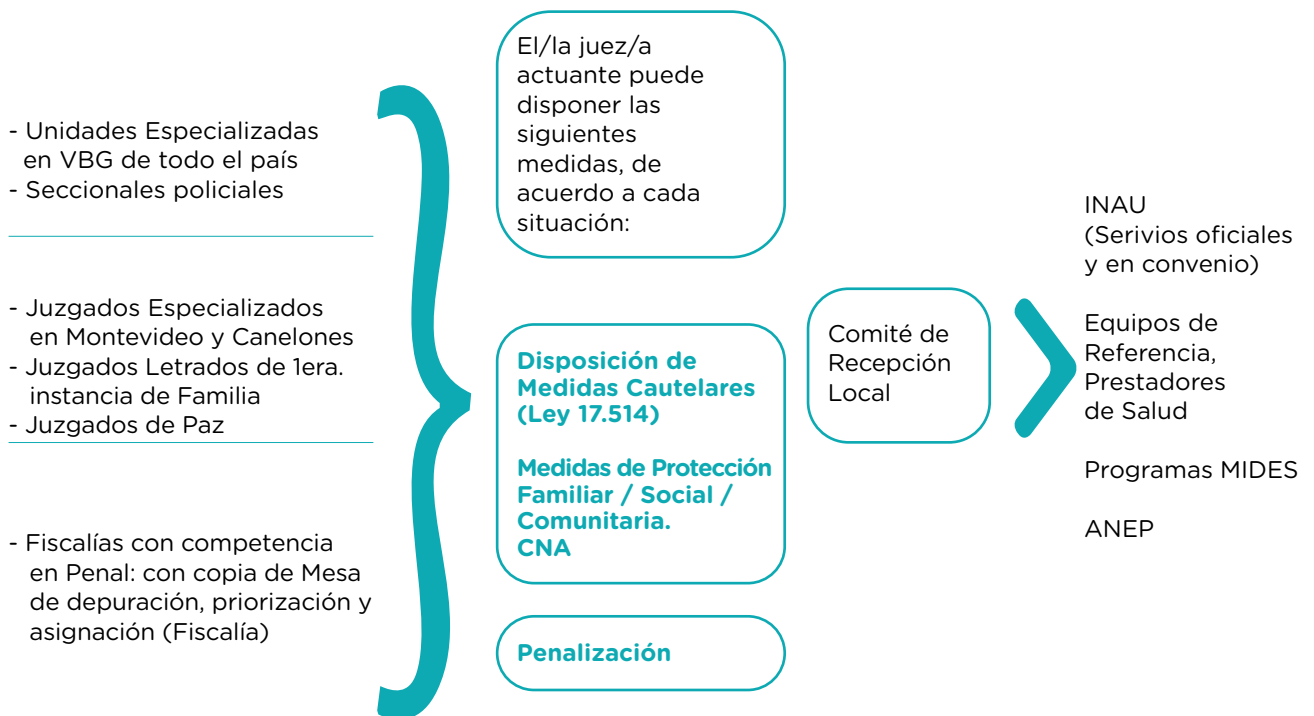 - Unidades Especializadas
en VBG de todo el país
- Seccionales policiales
- Juzgados Especializados
en Montevideo y Canelones
- Juzgados Letrados de 1era.
instancia de Familia
- Juzgados de Paz
- Fiscalías con competencia
en Penal: con copia de Mesa
de depuración, priorización y
asignación (Fiscalía)
El/la juez/a
actuante puede
disponer las
siguientes
medidas, de
acuerdo a cada
situación:
Disposición de
Medidas Cautelares
(Ley 17.514)
Medidas de Protección
Familiar / Social /
Comunitaria.
CNA
Penalización
Comité de
Recepción
Local
INAU
(Serivios oficiales
y en convenio)
Equipos de
Referencia,
Prestadores
de Salud
Programas MIDES
ANEP